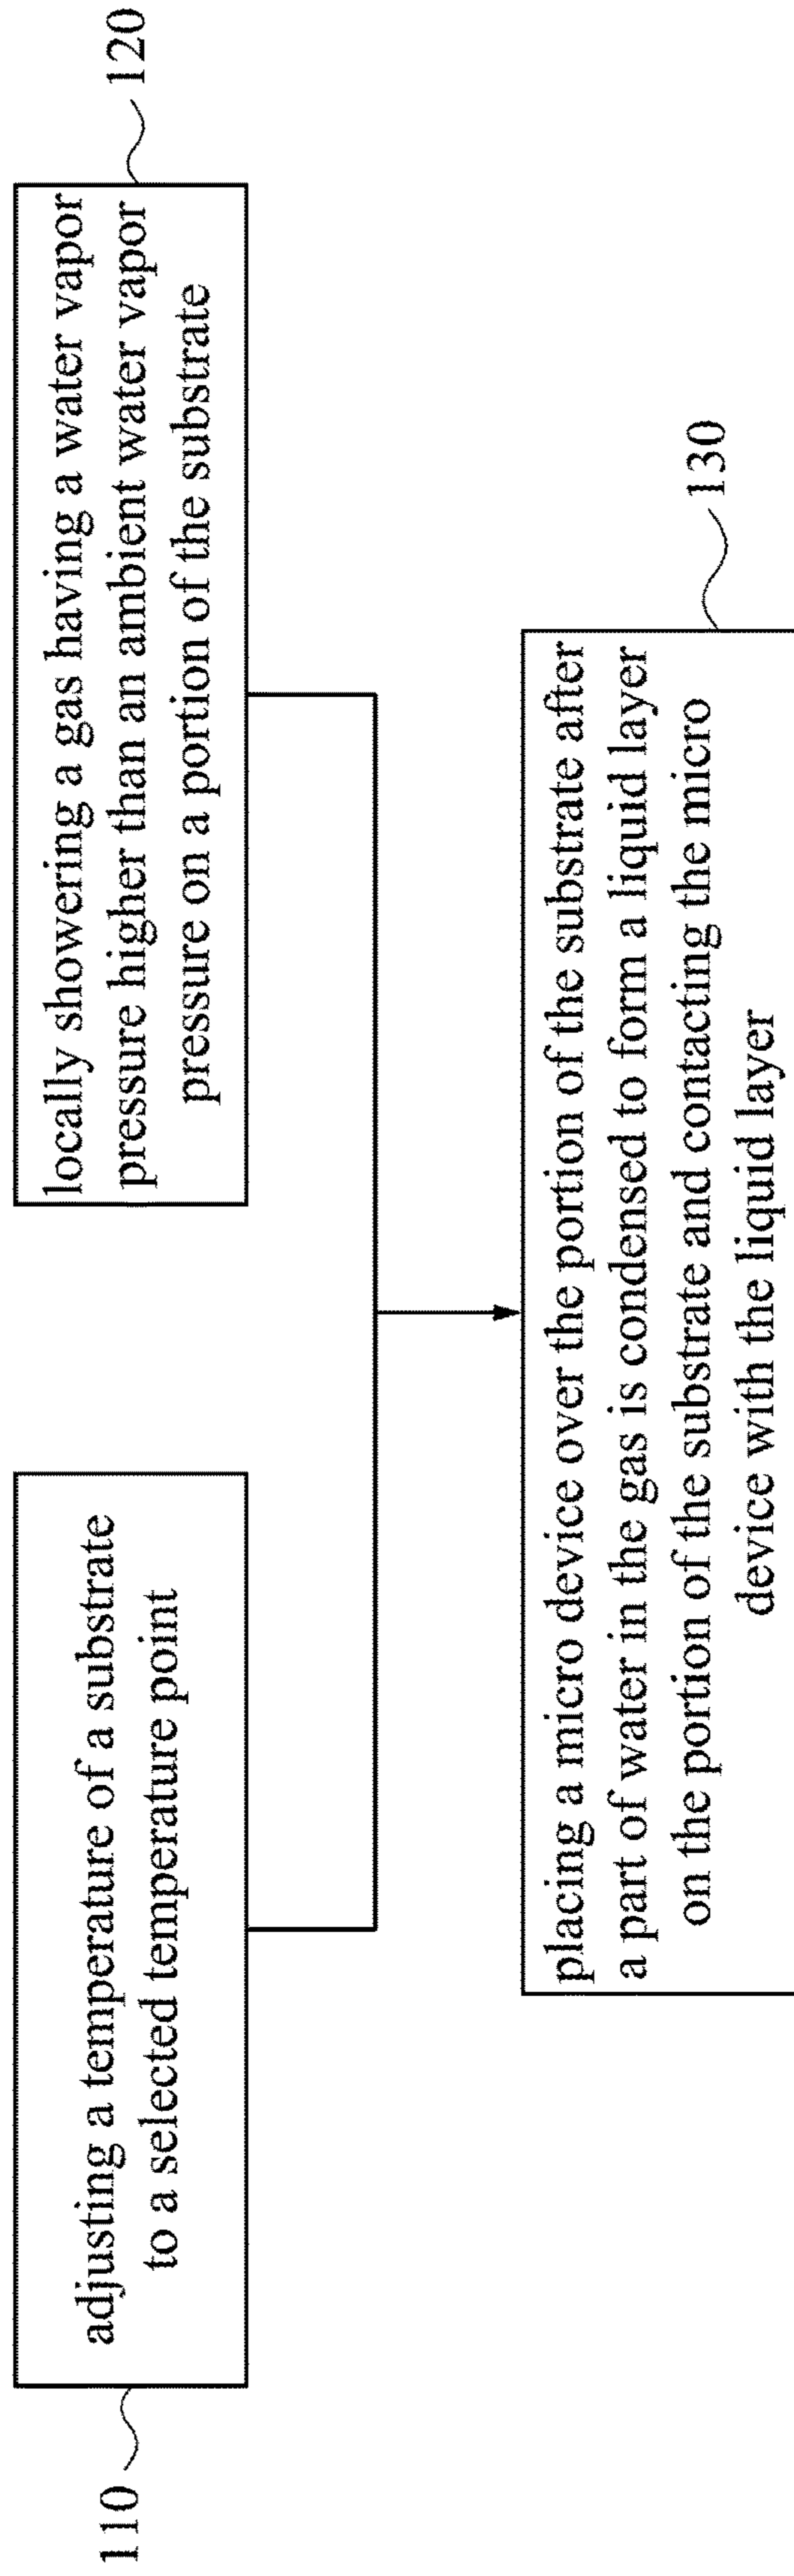 110
adjusting a temperature of a substrate
to a selected temperature point
120
locally showering a gas having a water vapor
pressure higher than an ambient water vapor
pressure on a portion of the substrate
130
placing a micro device over the portion of the substrate after
a part of water in the gas is condensed to form a liquid layer
on the portion of the substrate and contacting the micro
device with the liquid layer